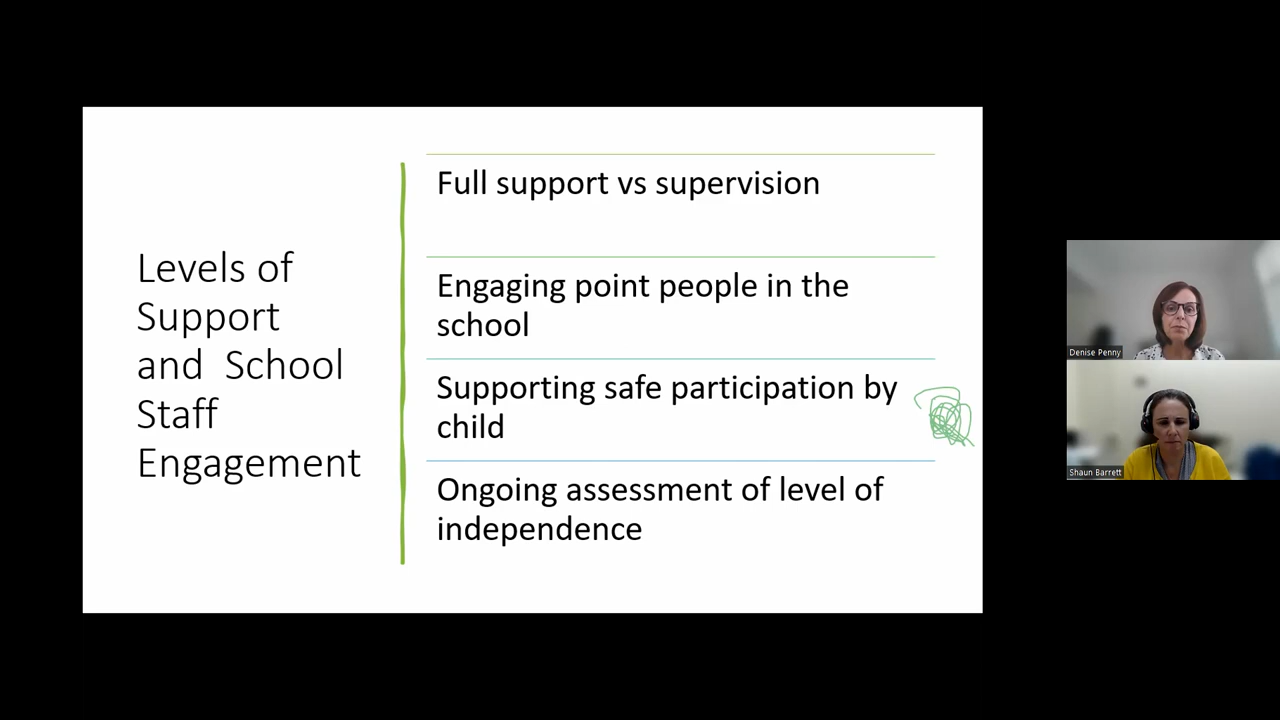 Levels of
Support
and School
Staff
Engagement
Full support vs supervision
Engaging point people in the
school
Supporting safe participation by
child
Ongoing assessment of level of
independence
Denise Penny
Shaun Barrett